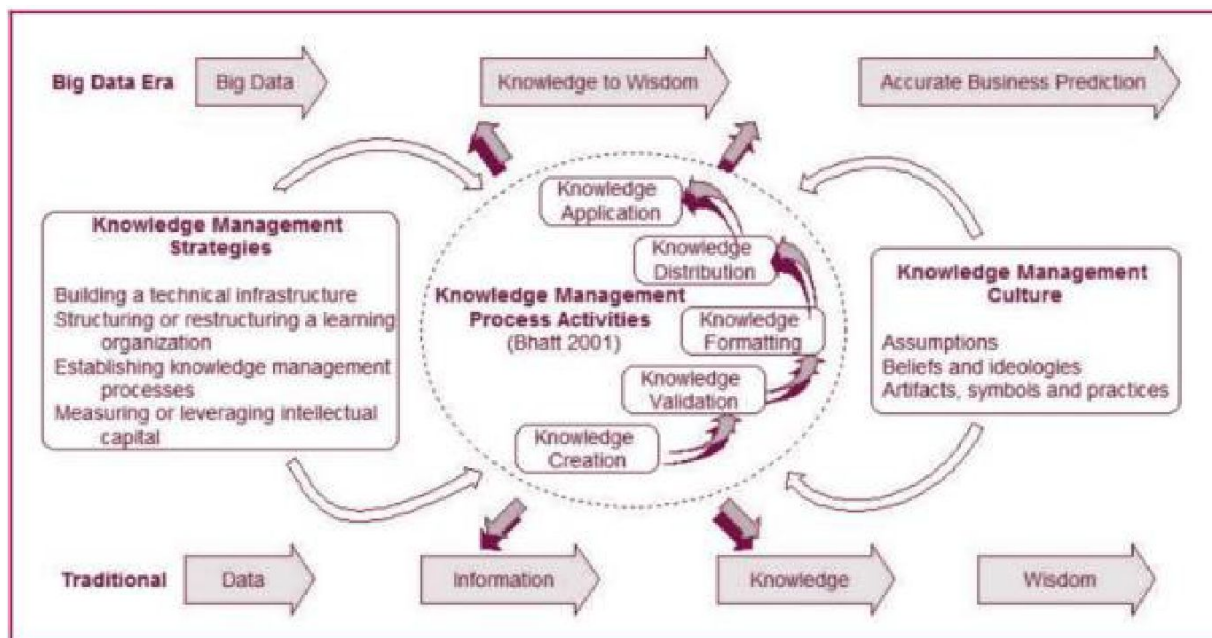 Big Data Era
Big Data
Knowledge to Wisdom
Accurate Business Prediction
Knowledge Management
Strategies
Building a technical infrastructure
Structuring or restructuring a learning
organization
Establishing knowledge management
processes
Measuring or leveraging intellectual
capital
Knowledge
Application
Knowledge
Distribution
Knowledge Management
Process Activities
(Bhatt 2001)
Knowledge
Formatting
Knowledge
Validation
Knowledge
Creation
Knowledge Management
Culture
Assumptions
Beliefs and ideologies
Artifacts, symbols and practices
Traditional
Data
Information
Knowledge
Wisdom